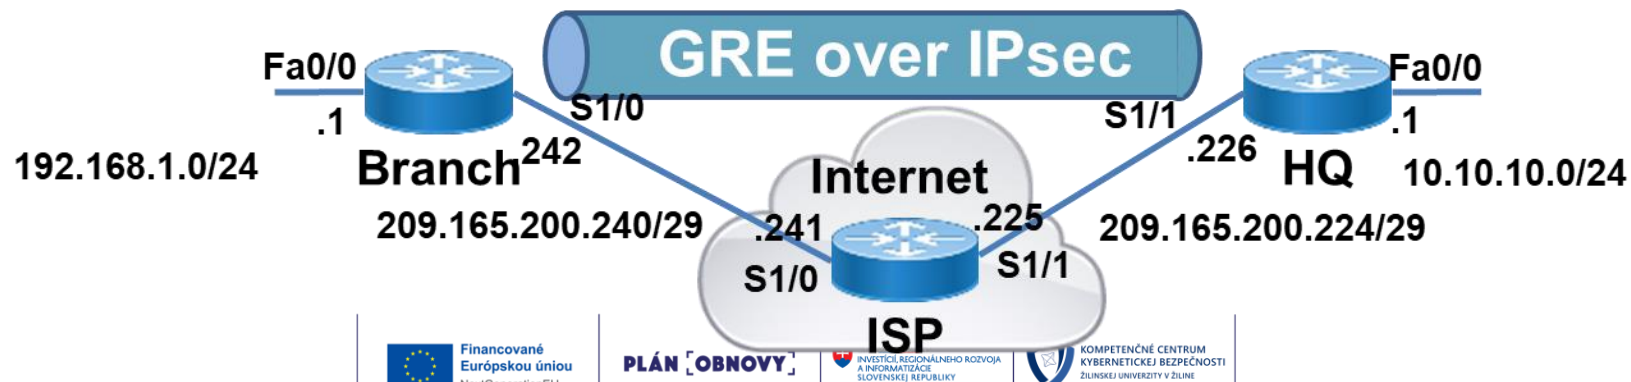 GRE over IPsec
Fa0/0
Fa0/0
S1/0
S1/1
.1
.1
.242
.226
192.168.1.0/24
Branch
Internet
HQ
10.10.10.0/24
209.165.200.240/29
.241
.225
209.165.200.224/29
S1/0
S1/1
ISP
Financované
Európskou úniou
NextGenerationEU
PLÁN [OBNOVY]
INVESTÍCIÍ, REGIONÁLNEHO ROZVOJA
A INFORMATIZÁCIE
SLOVENSKEJ REPUBLIKY
KOMPETENČNÉ CENTRUM
KYBERNETICKEJ BEZPEČNOSTI
ŽILINSKEJ UNIVERZITY V ŽILINE